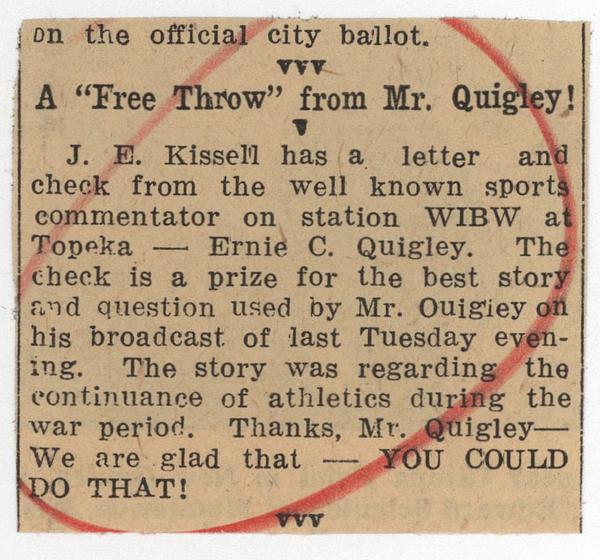 on the official city ballot.
A "Free Throw" from Mr. Quigley!
J. E. Kissell has a letter and
check from the well known sports
commentator on station WIBW at
Topeka — Ernie C. Quigley. The
check is a prize for the best story
and question used by Mr. Quigley on
his broadcast of last Tuesday even-
ing. The story was regarding the
continuance of athletics during the
war period. Thanks, Mr. Quigley—
We are glad that — YOU COULD
DO THAT!